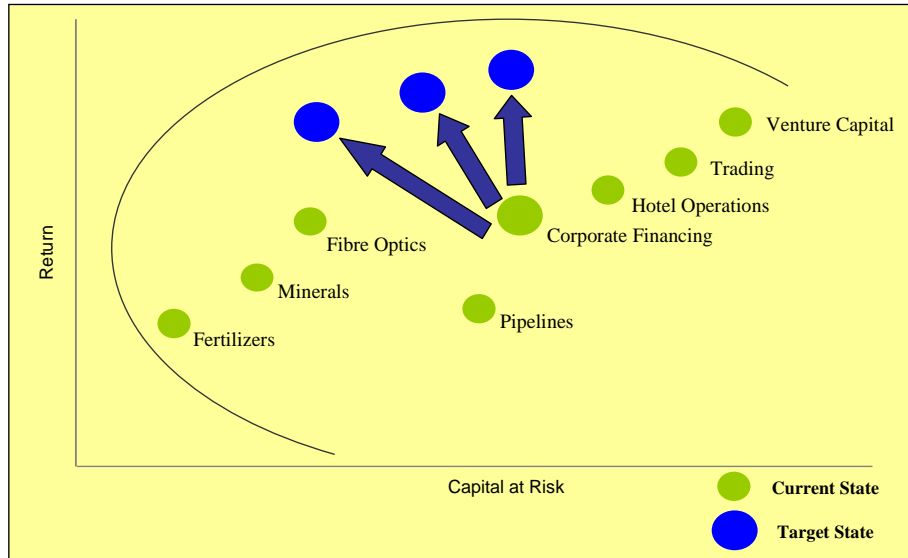 Venture Capital
Trading
Hotel Operations
Corporate Financing
Fibre Optics
Minerals
Pipelines
Fertilizers
Return
Capital at Risk
Current State
Target State